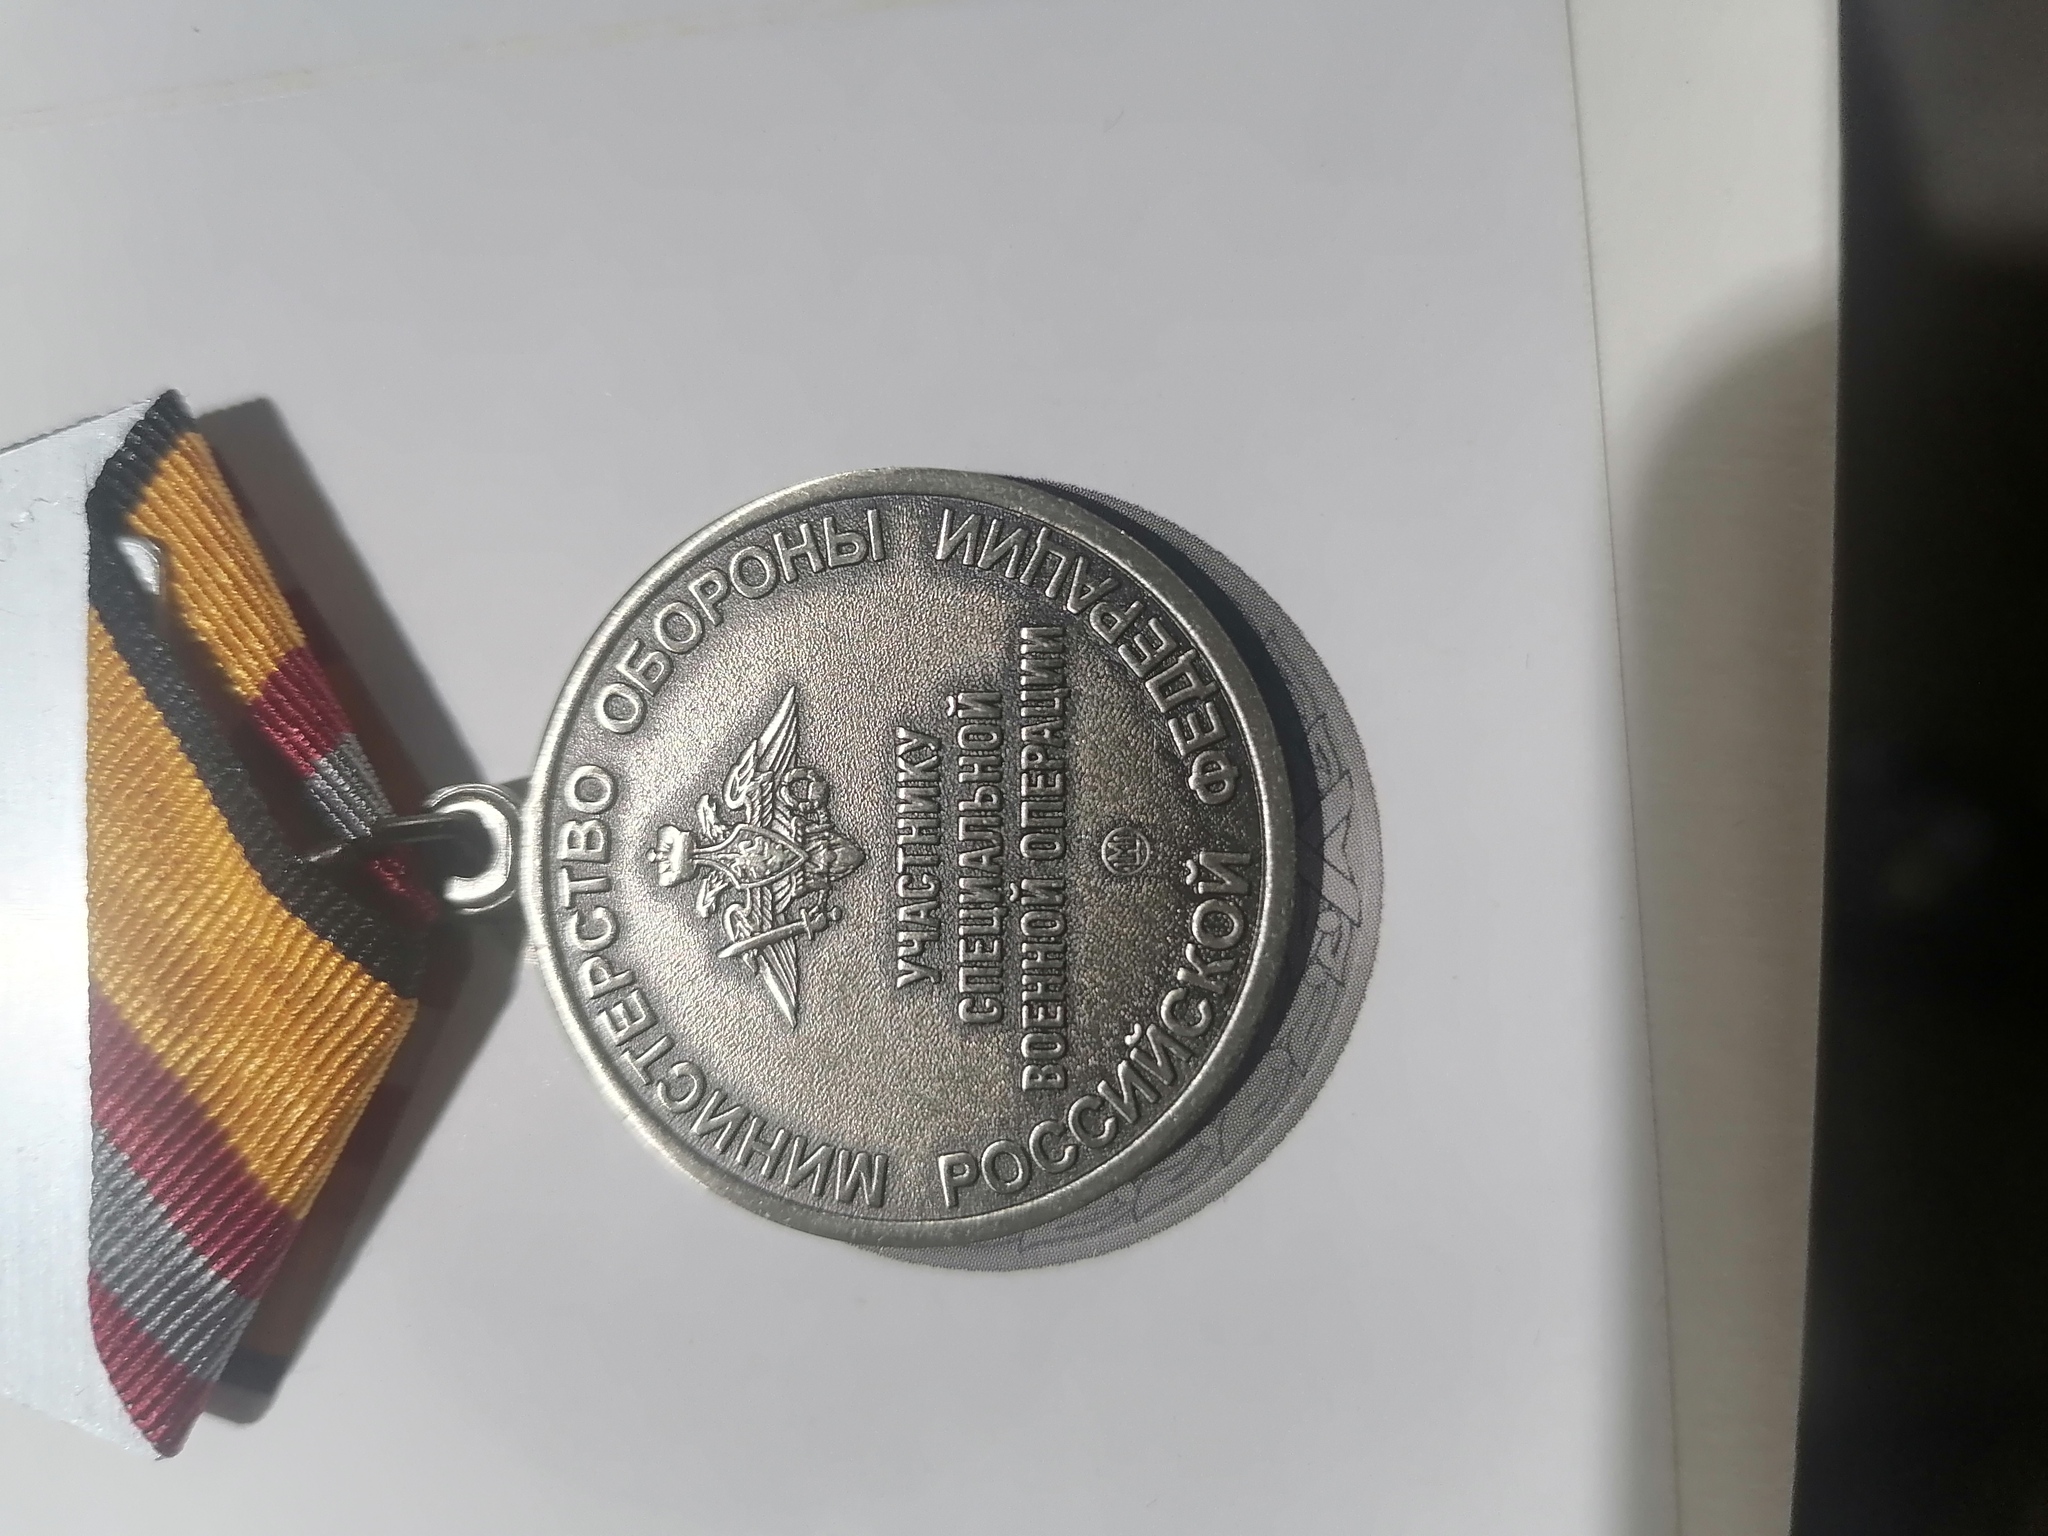 МИНИСТЕРСТВО ОБОРОНЫ
УЧАСТНИКУ
СПЕЦИАЛЬНОЙ
ВОЕННОЙ ОПЕРАЦИИ
РОССИЙСКОЙ ФЕДЕРАЦИИ